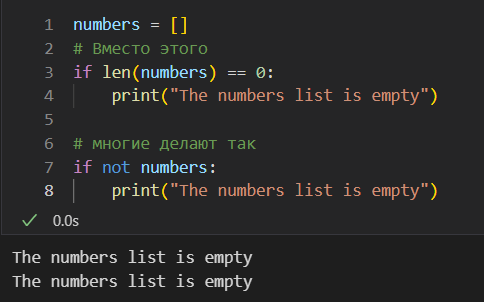 1 numbers = []
2 # Вместо этого
3 if len(numbers) == 0:
4     print("The numbers list is empty")
5
6 # многие делают так
7 if not numbers:
8     print("The numbers list is empty")
✓ 0.0s
The numbers list is empty
The numbers list is empty